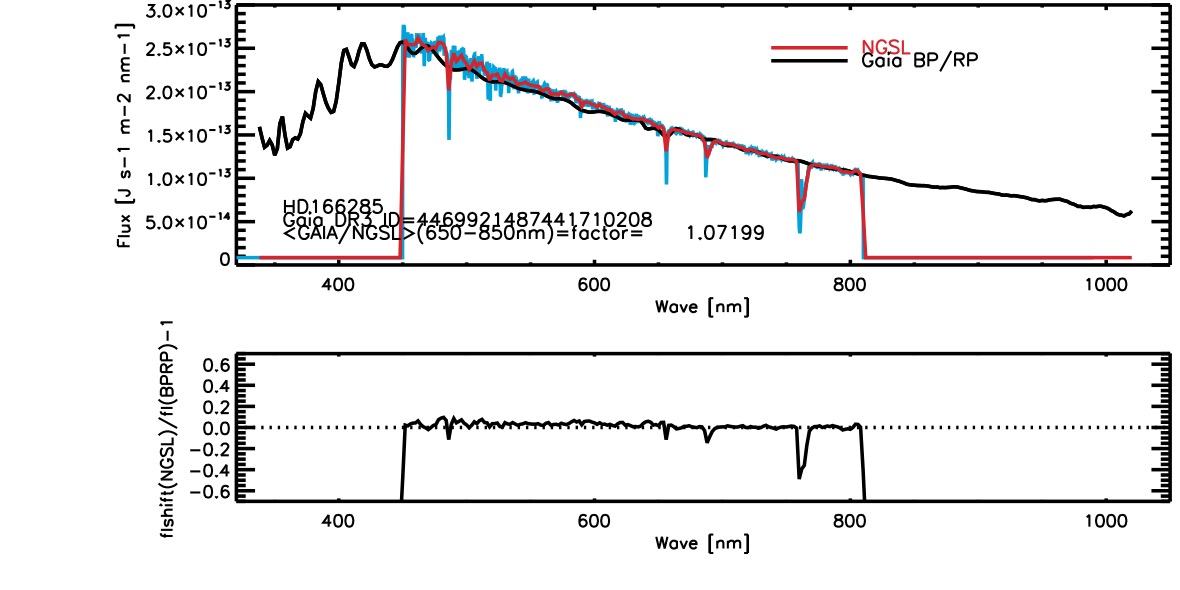 3.0×10−13
2.5×10−13
2.0×10−13
1.5×10−13
1.0×10−13
5.0×10−14
0
Flux [J s−1 m−2 nm−1]
NGSL
Gaia BP/RP
HD166285
Gaia DR3 ID=4469921487441710208
<GAIA/NGSL>(650−850nm)=factor= 1.07199
400 600 800 1000
Wave [nm]
0.6
0.4
0.2
0.0
−0.2
−0.4
−0.6
flshift(NGSL)/fl(BPRP)−1
400 600 800 1000
Wave [nm]